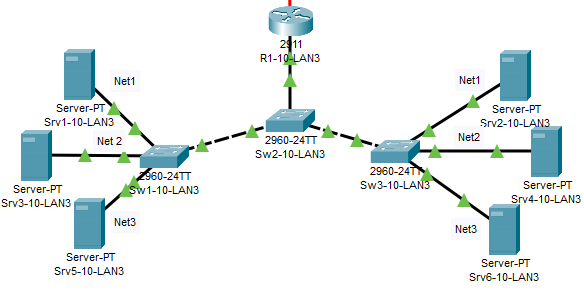 2911
R1-10-LAN3
Net1
Server-PT
Srv1-10-LAN3
Net1
Server-PT
Srv2-10-LAN3
2960-24TT
Sw2-10-LAN3
Net 2
Server-PT
Srv3-10-LAN3
2960-24TT
Sw1-10-LAN3
Net2
2960-24TT
Sw3-10-LAN3
Server-PT
Srv4-10-LAN3
Net3
Server-PT
Srv5-10-LAN3
Net3
Server-PT
Srv6-10-LAN3